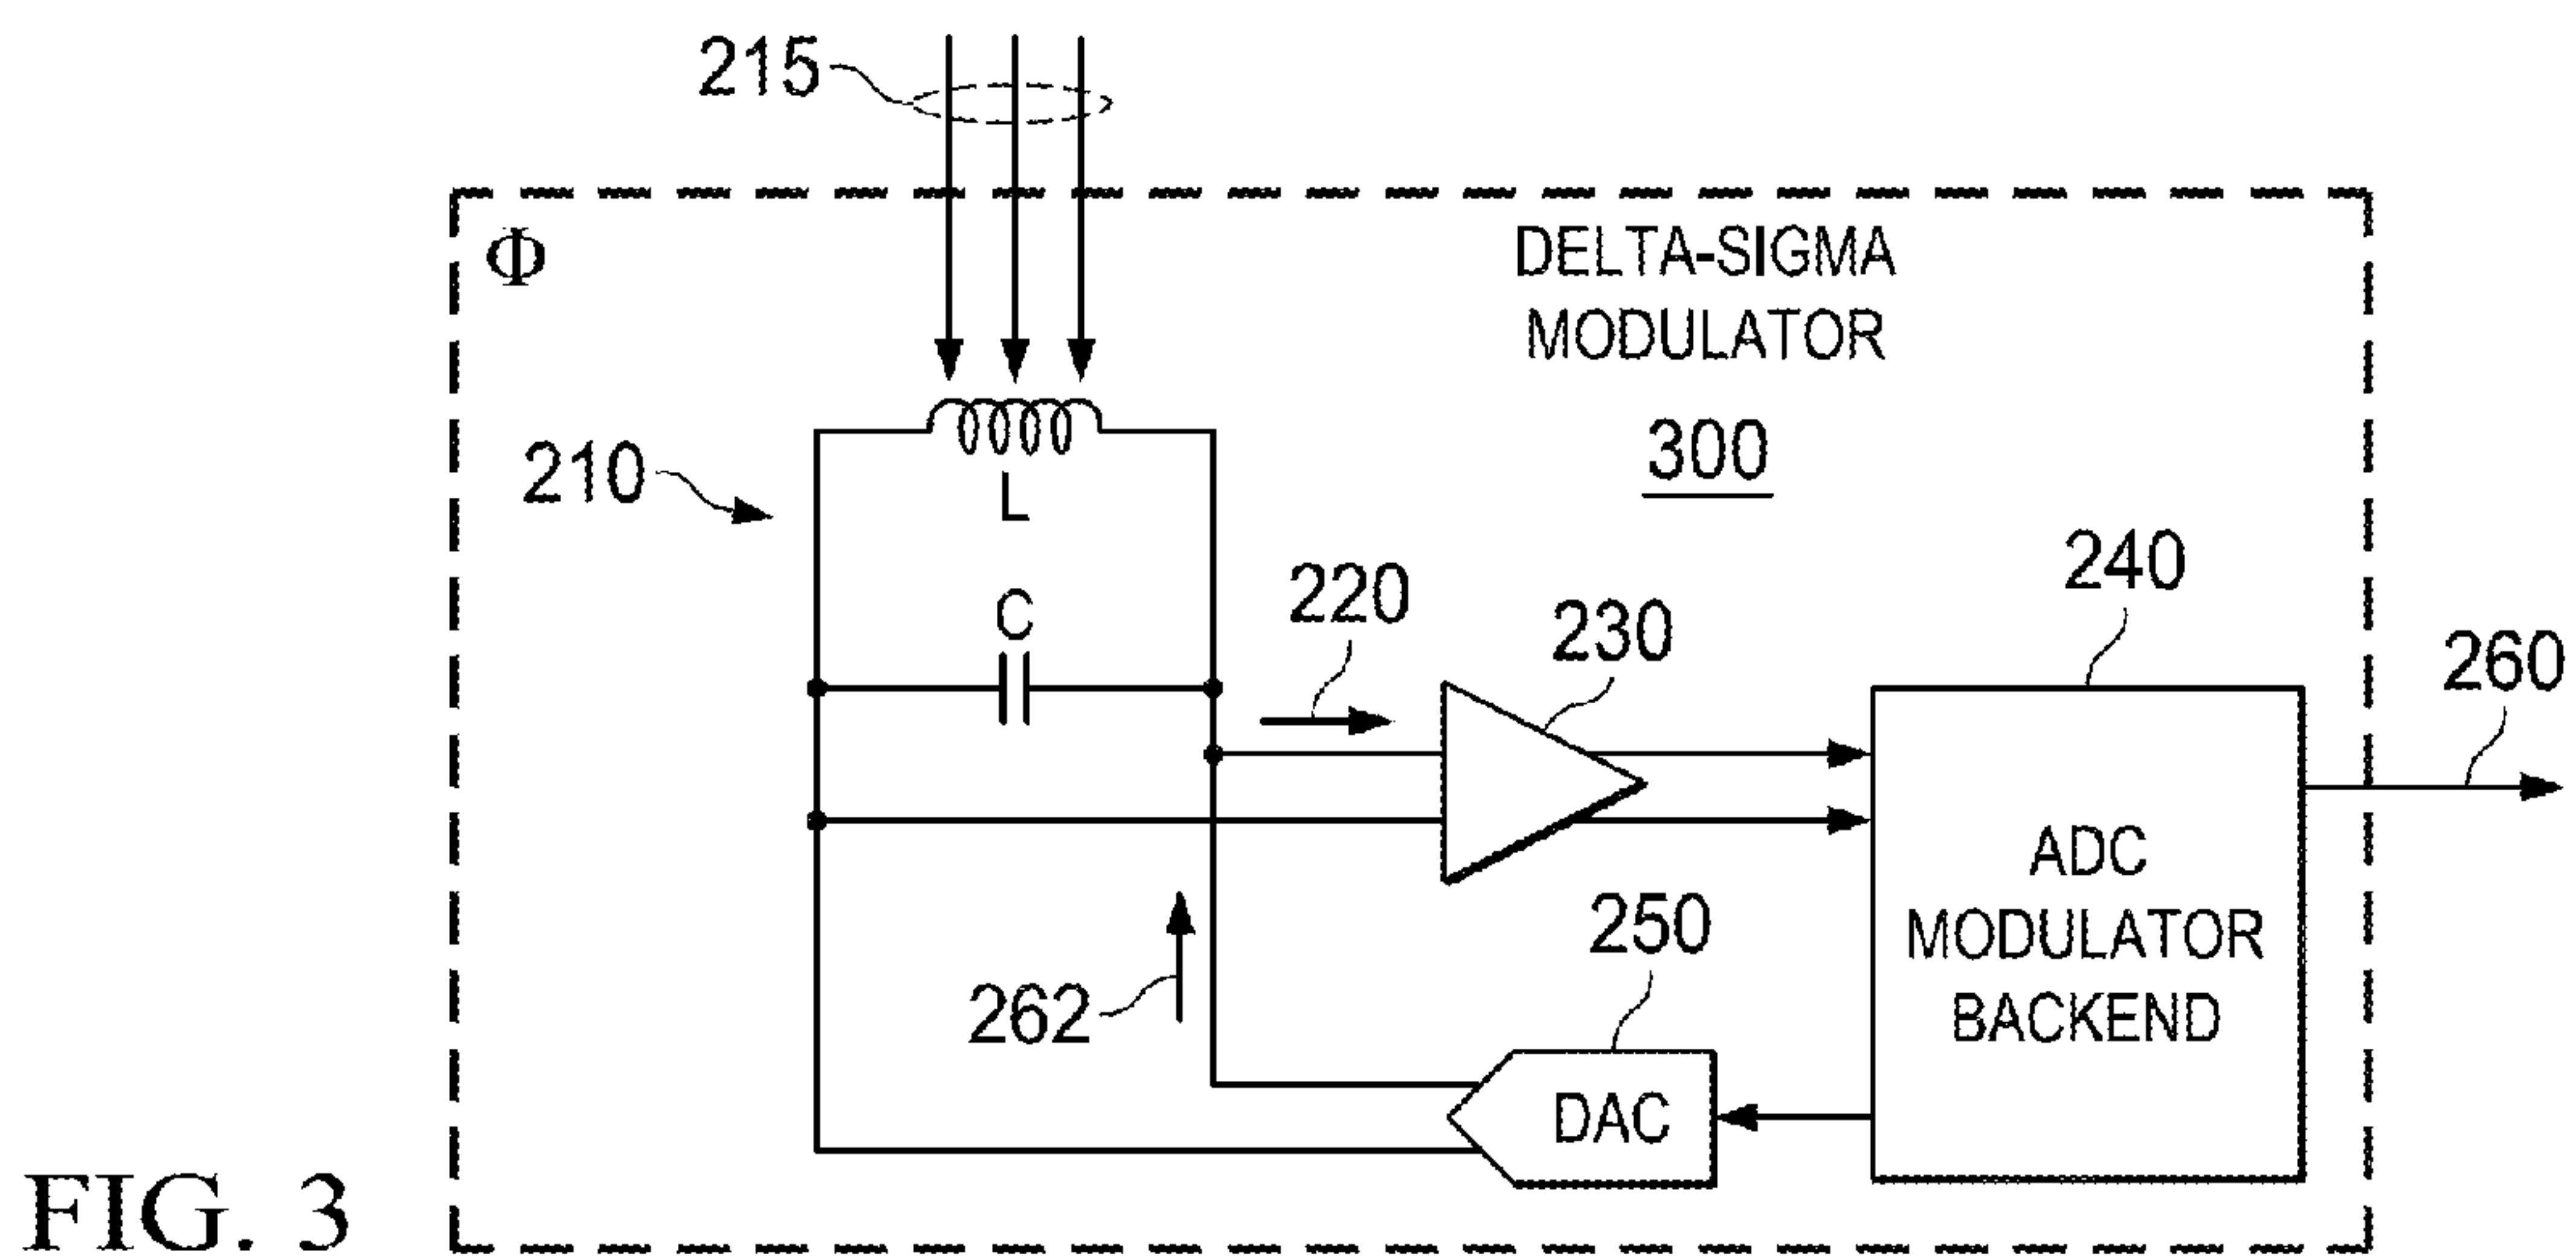 215
Φ
DELTA-SIGMA
MODULATOR
300
210
L
C
220
230
240
260
ADC
MODULATOR
BACKEND
250
262
DAC
FIG. 3